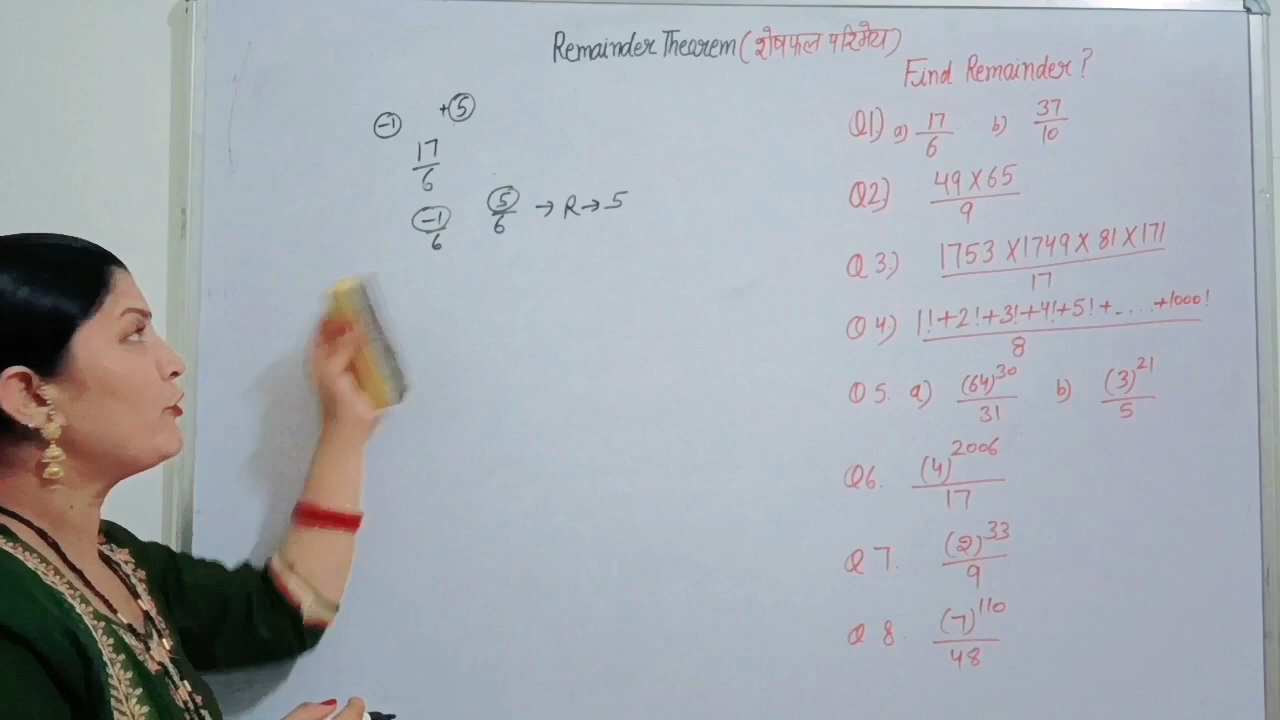 Remainder Theorem (शेषफल परिमेय)
Find Remainder?
-1 +5
17/6
-1/6 5/6 → R → 5
Q1) a) 17/6 b) 37/10
Q2) 49 X 65/9
Q3.) 1753 X 1749 X 81 X 171/17
Q4) 1!+2!+3!+4!+5!+.....+1000!/8
Q5. a) (64)^30/31 b) (3)^21/5
Q6. (4)^2006/17
Q7. (2)^33/9
Q8. (7)^110/48